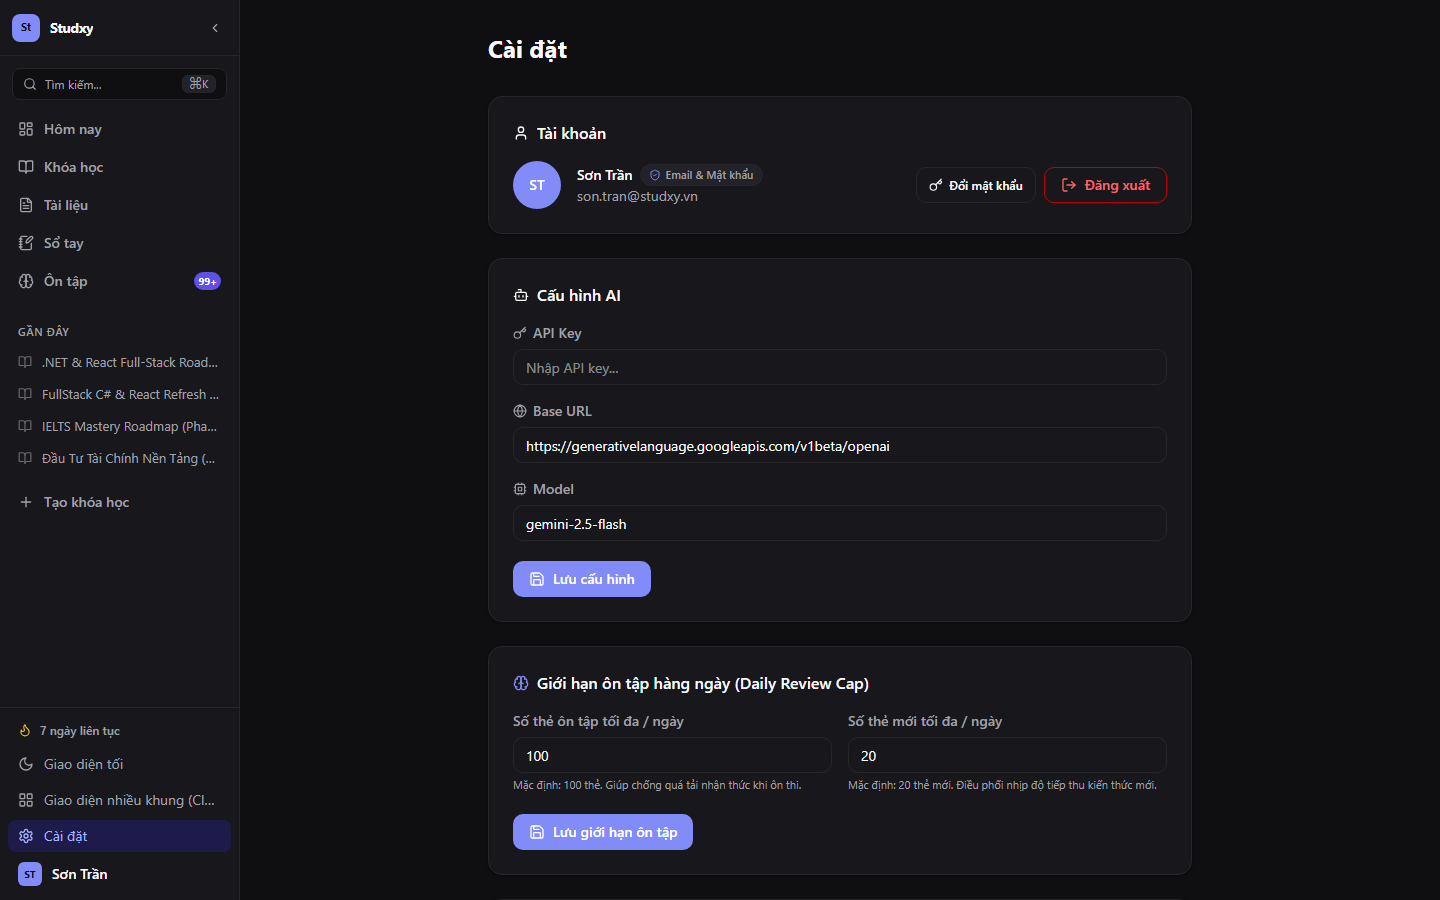 St
Studxy
Tìm kiếm...
⌘K
Hôm nay
Khóa học
Tài liệu
Sổ tay
Ôn tập
99+
GẦN ĐÂY
.NET & React Full-Stack Road...
FullStack C# & React Refresh ...
IELTS Mastery Roadmap (Pha...
Đầu Tư Tài Chính Nền Tảng (...
Tạo khóa học
7 ngày liên tục
Giao diện tối
Giao diện nhiều khung (Cl...
Cài đặt
ST
Sơn Trần
Cài đặt
Tài khoản
ST
Sơn Trần
Email & Mật khẩu
son.tran@studxy.vn
Đổi mật khẩu
Đăng xuất
Cấu hình AI
API Key
Nhập API key...
Base URL
https://generativelanguage.googleapis.com/v1beta/openai
Model
gemini-2.5-flash
Lưu cấu hình
Giới hạn ôn tập hàng ngày (Daily Review Cap)
Số thẻ ôn tập tối đa / ngày
100
Mặc định: 100 thẻ. Giúp chống quá tải nhận thức khi ôn thi.
Số thẻ mới tối đa / ngày
20
Mặc định: 20 thẻ mới. Điều phối nhịp độ tiếp thu kiến thức mới.
Lưu giới hạn ôn tập